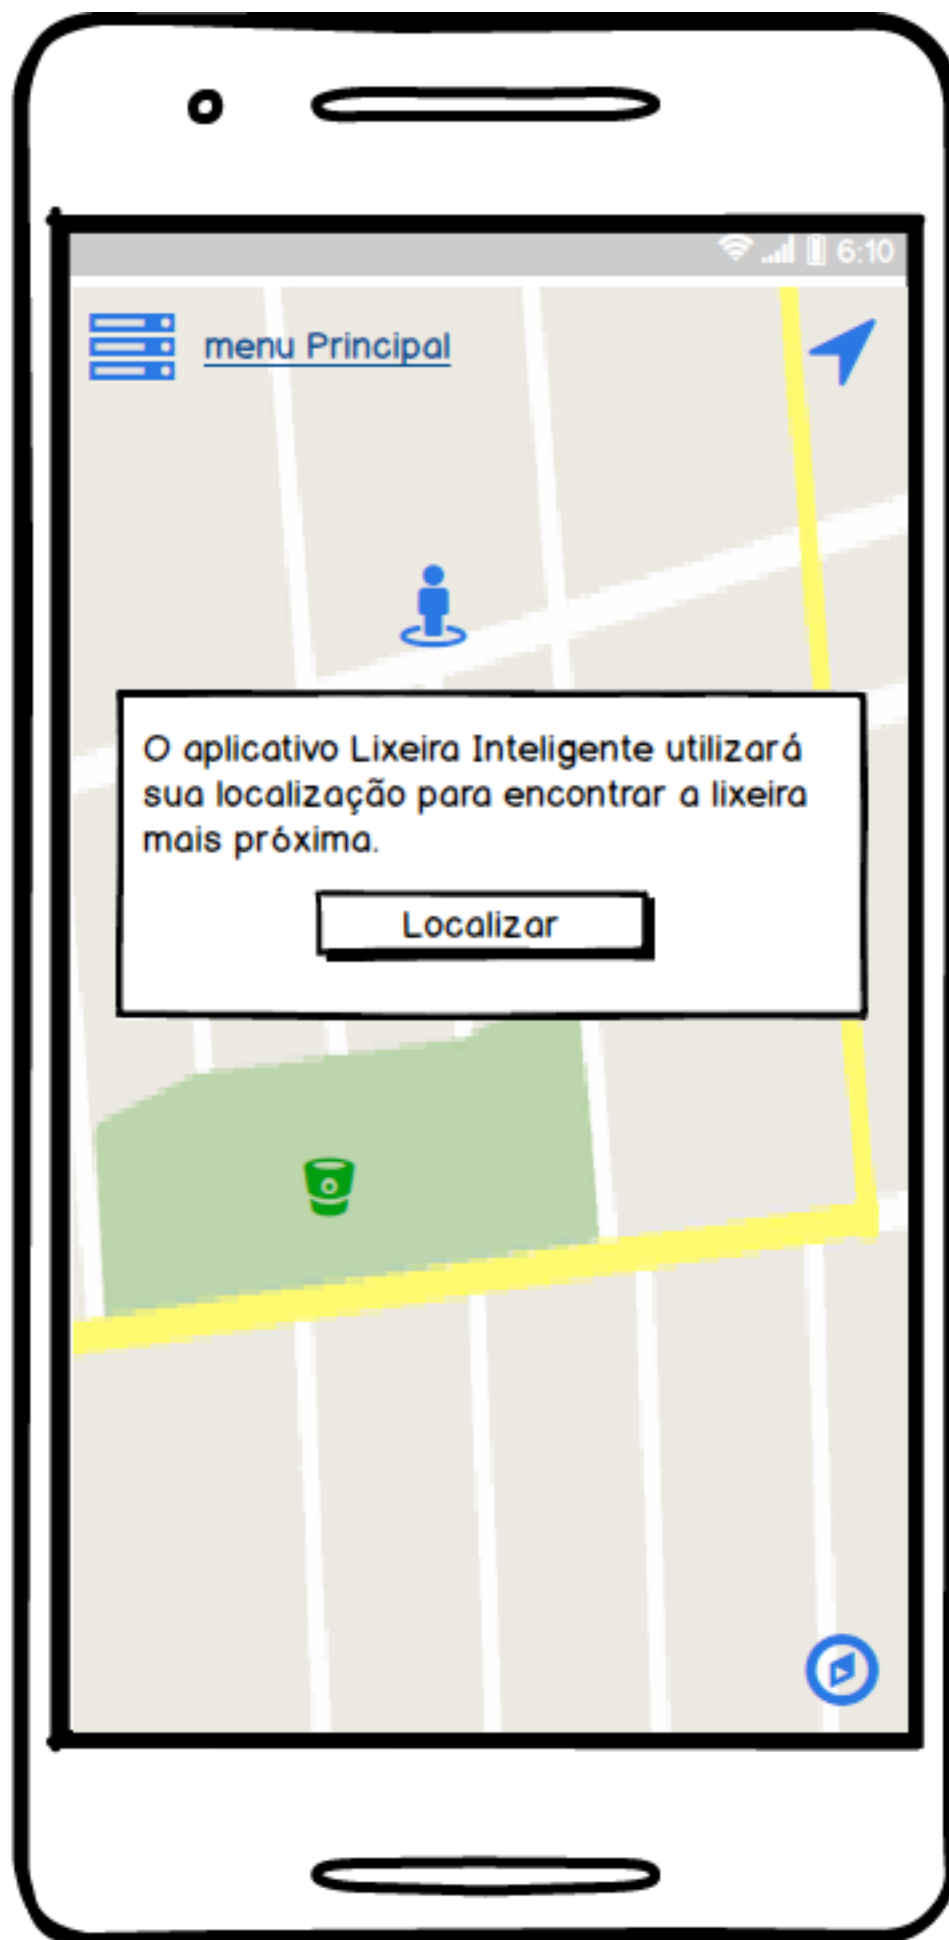 6:10
menu Principal
O aplicativo Lixeira Inteligente utilizará
sua localização para encontrar a lixeira
mais próxima.
Localizar